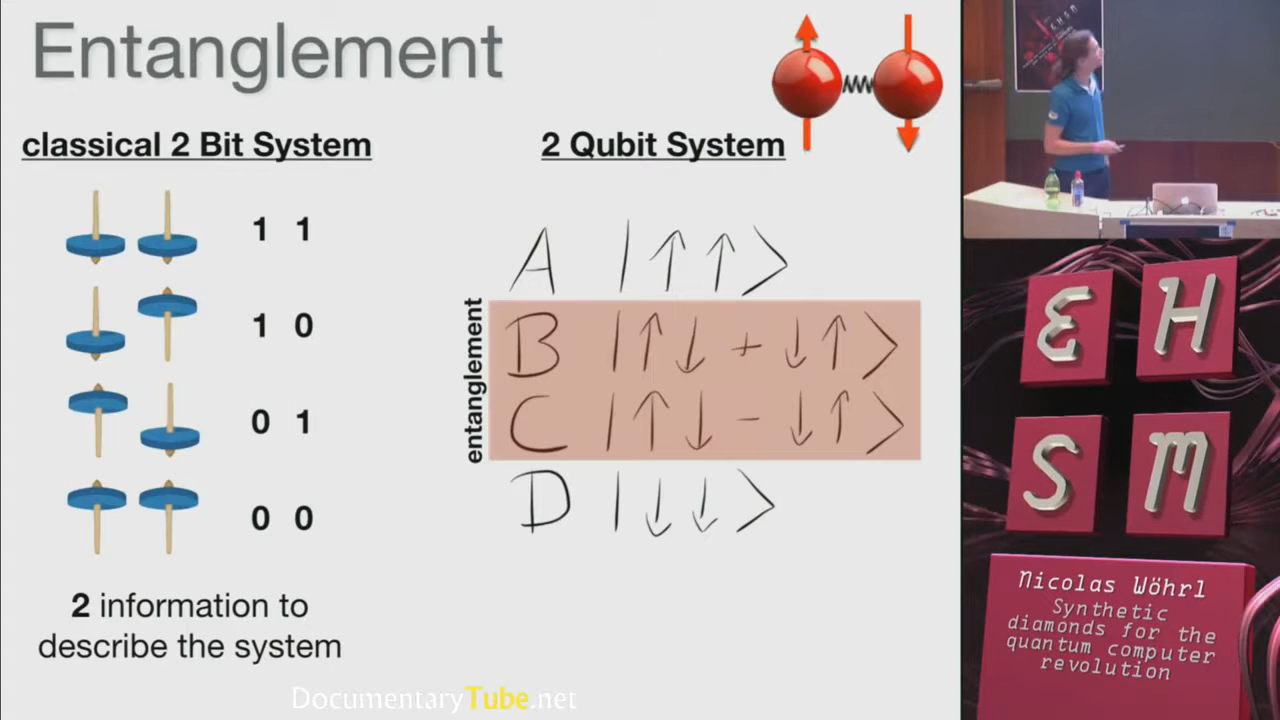 Entanglement
classical 2 Bit System
1 1
1 0
0 1
0 0
2 information to
describe the system
2 Qubit System
entanglement
A |↑↑>
B |↑↓ + ↓↑>
C |↑↓ - ↓↑>
D |↓↓>
DocumentaryTube.net
EHSM
E H
S M
Nicolas Wöhrl
Synthetic
diamonds for the
quantum computer
revolution